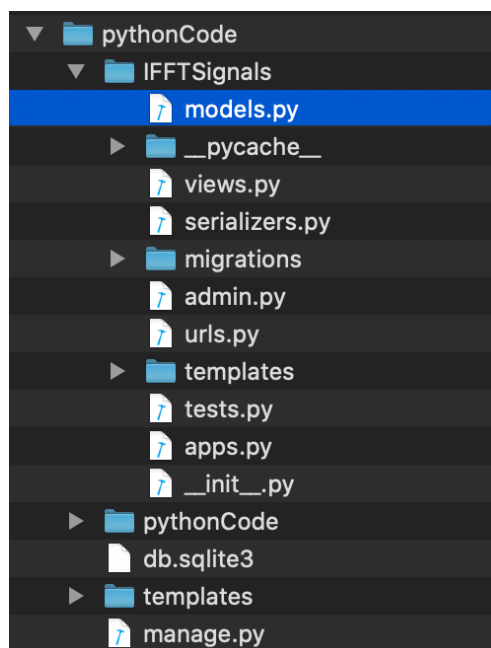 pythonCode
IFFTSignals
models.py
__pycache__
views.py
serializers.py
migrations
admin.py
urls.py
templates
tests.py
apps.py
__init__.py
pythonCode
db.sqlite3
templates
manage.py